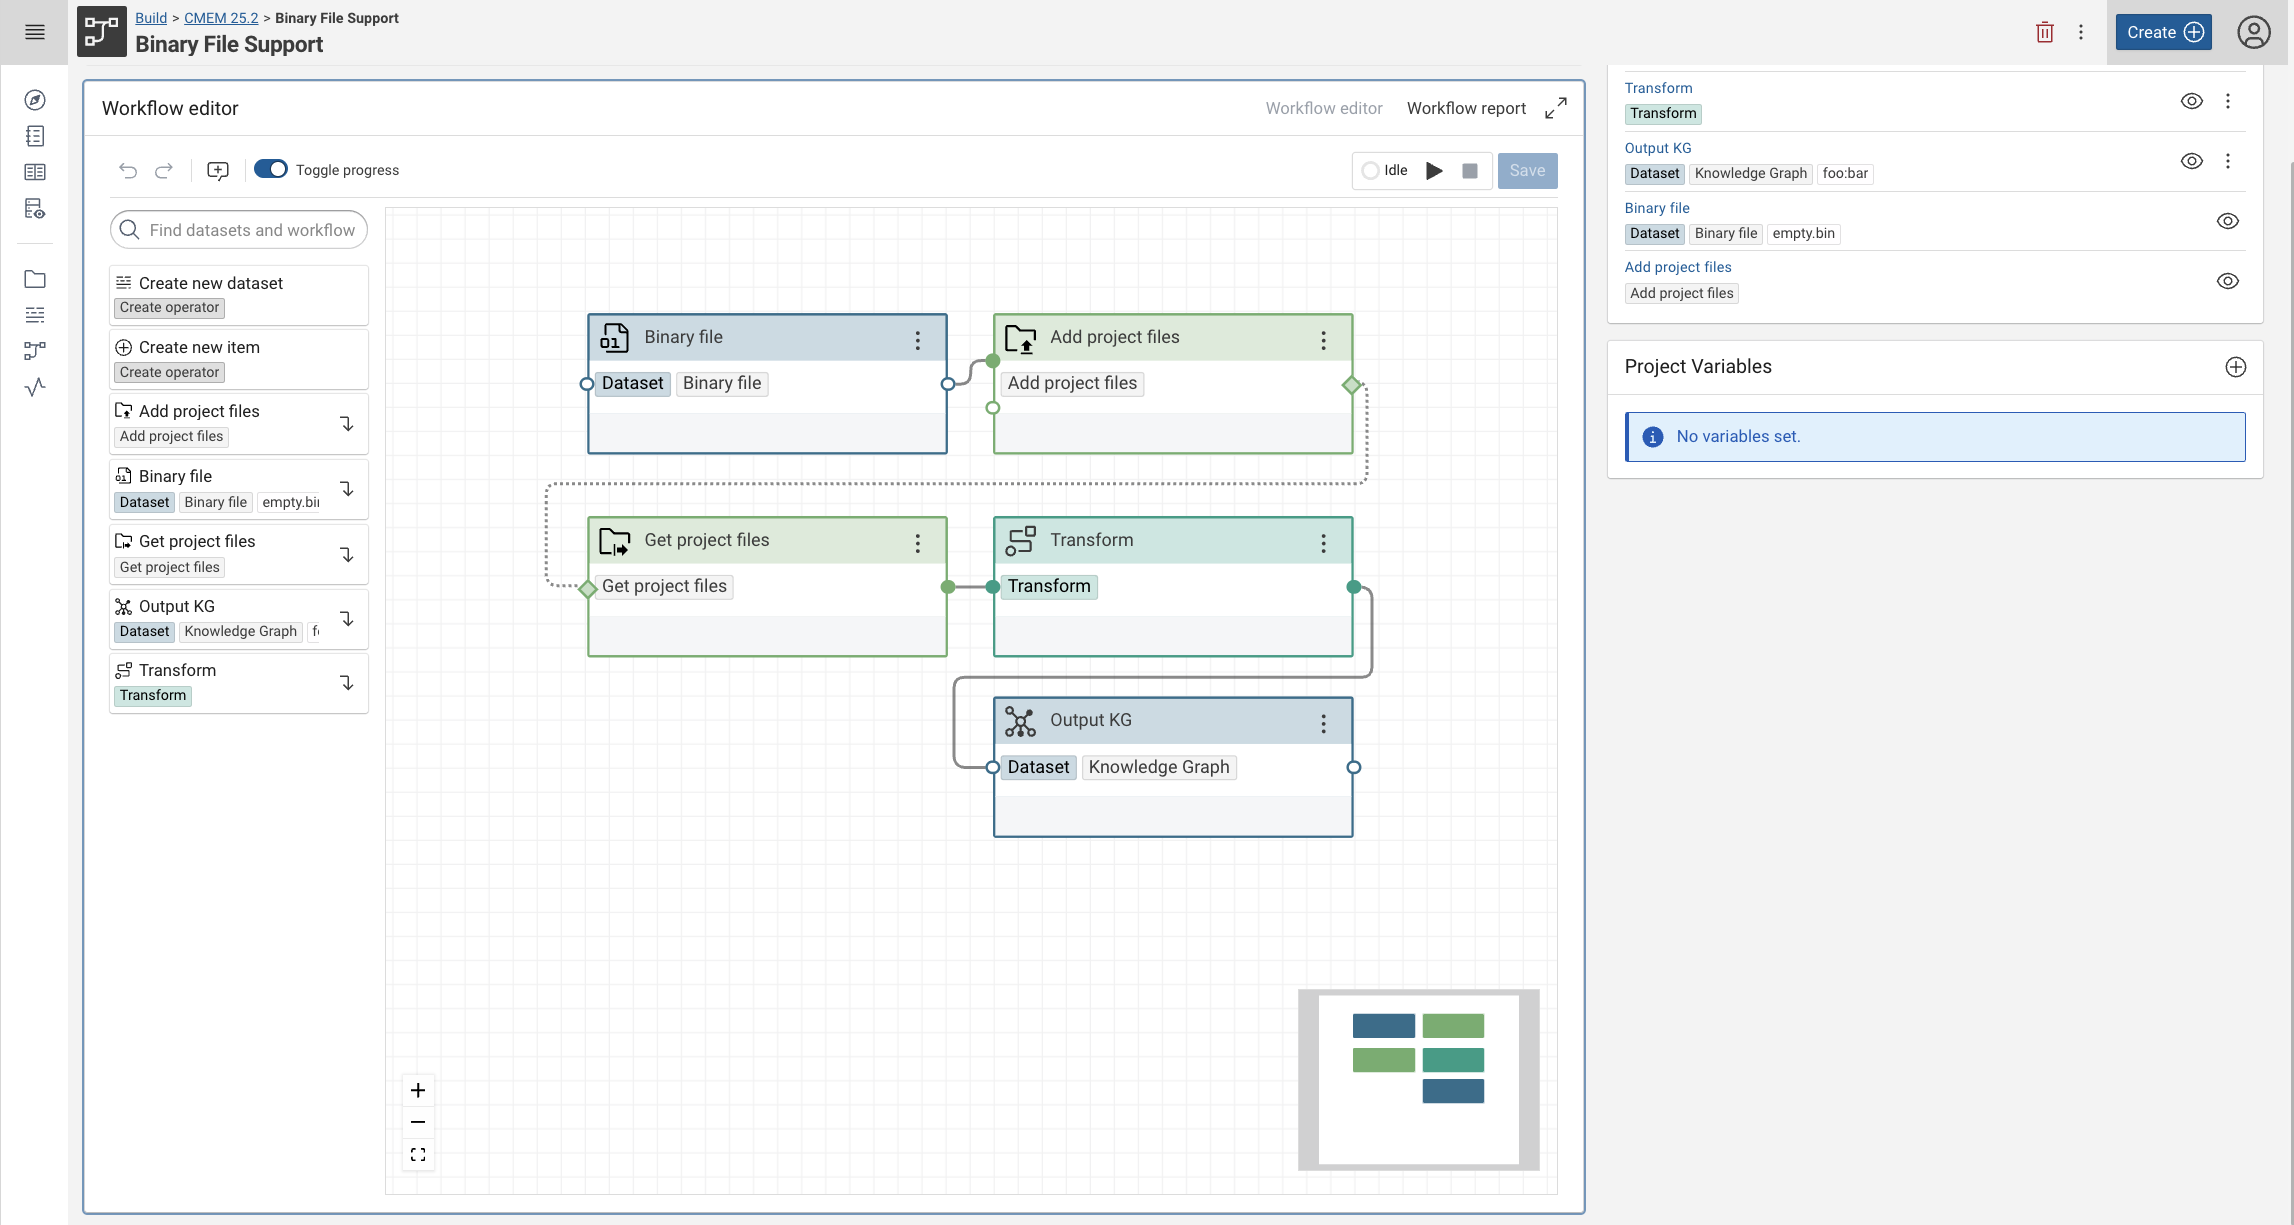 Build > CMEM 25.2 > Binary File Support
Binary File Support
Create
Workflow editor
Workflow editor
Workflow report
Toggle progress
Idle
Save
Find datasets and workflow
Create new dataset
Create operator
Create new item
Create operator
Add project files
Add project files
Binary file
Dataset Binary file empty.bin
Get project files
Get project files
Output KG
Dataset Knowledge Graph
Transform
Transform
Binary file
Dataset Binary file
Add project files
Add project files
Get project files
Get project files
Transform
Transform
Output KG
Dataset Knowledge Graph
Transform
Transform
Output KG
Dataset Knowledge Graph foo:bar
Binary file
Dataset Binary file empty.bin
Add project files
Add project files
Project Variables
No variables set.